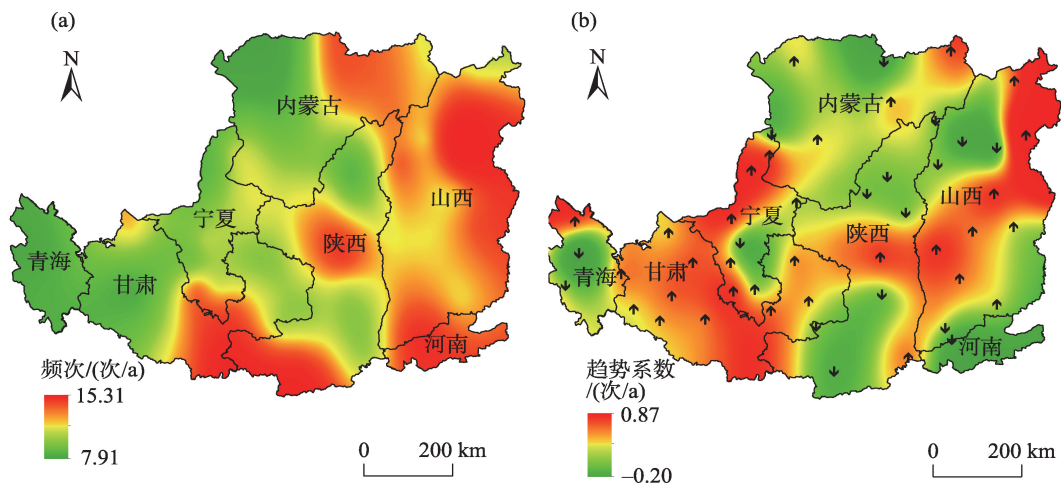 (a)
N
内蒙古
山西
宁夏
陕西
青海
甘肃
河南
频次/(次/a)
15.31
7.91
0 200 km
(b)
N
内蒙古
山西
宁夏
陕西
青海
甘肃
河南
趋势系数
/(次/a)
0.87
–0.20
0 200 km